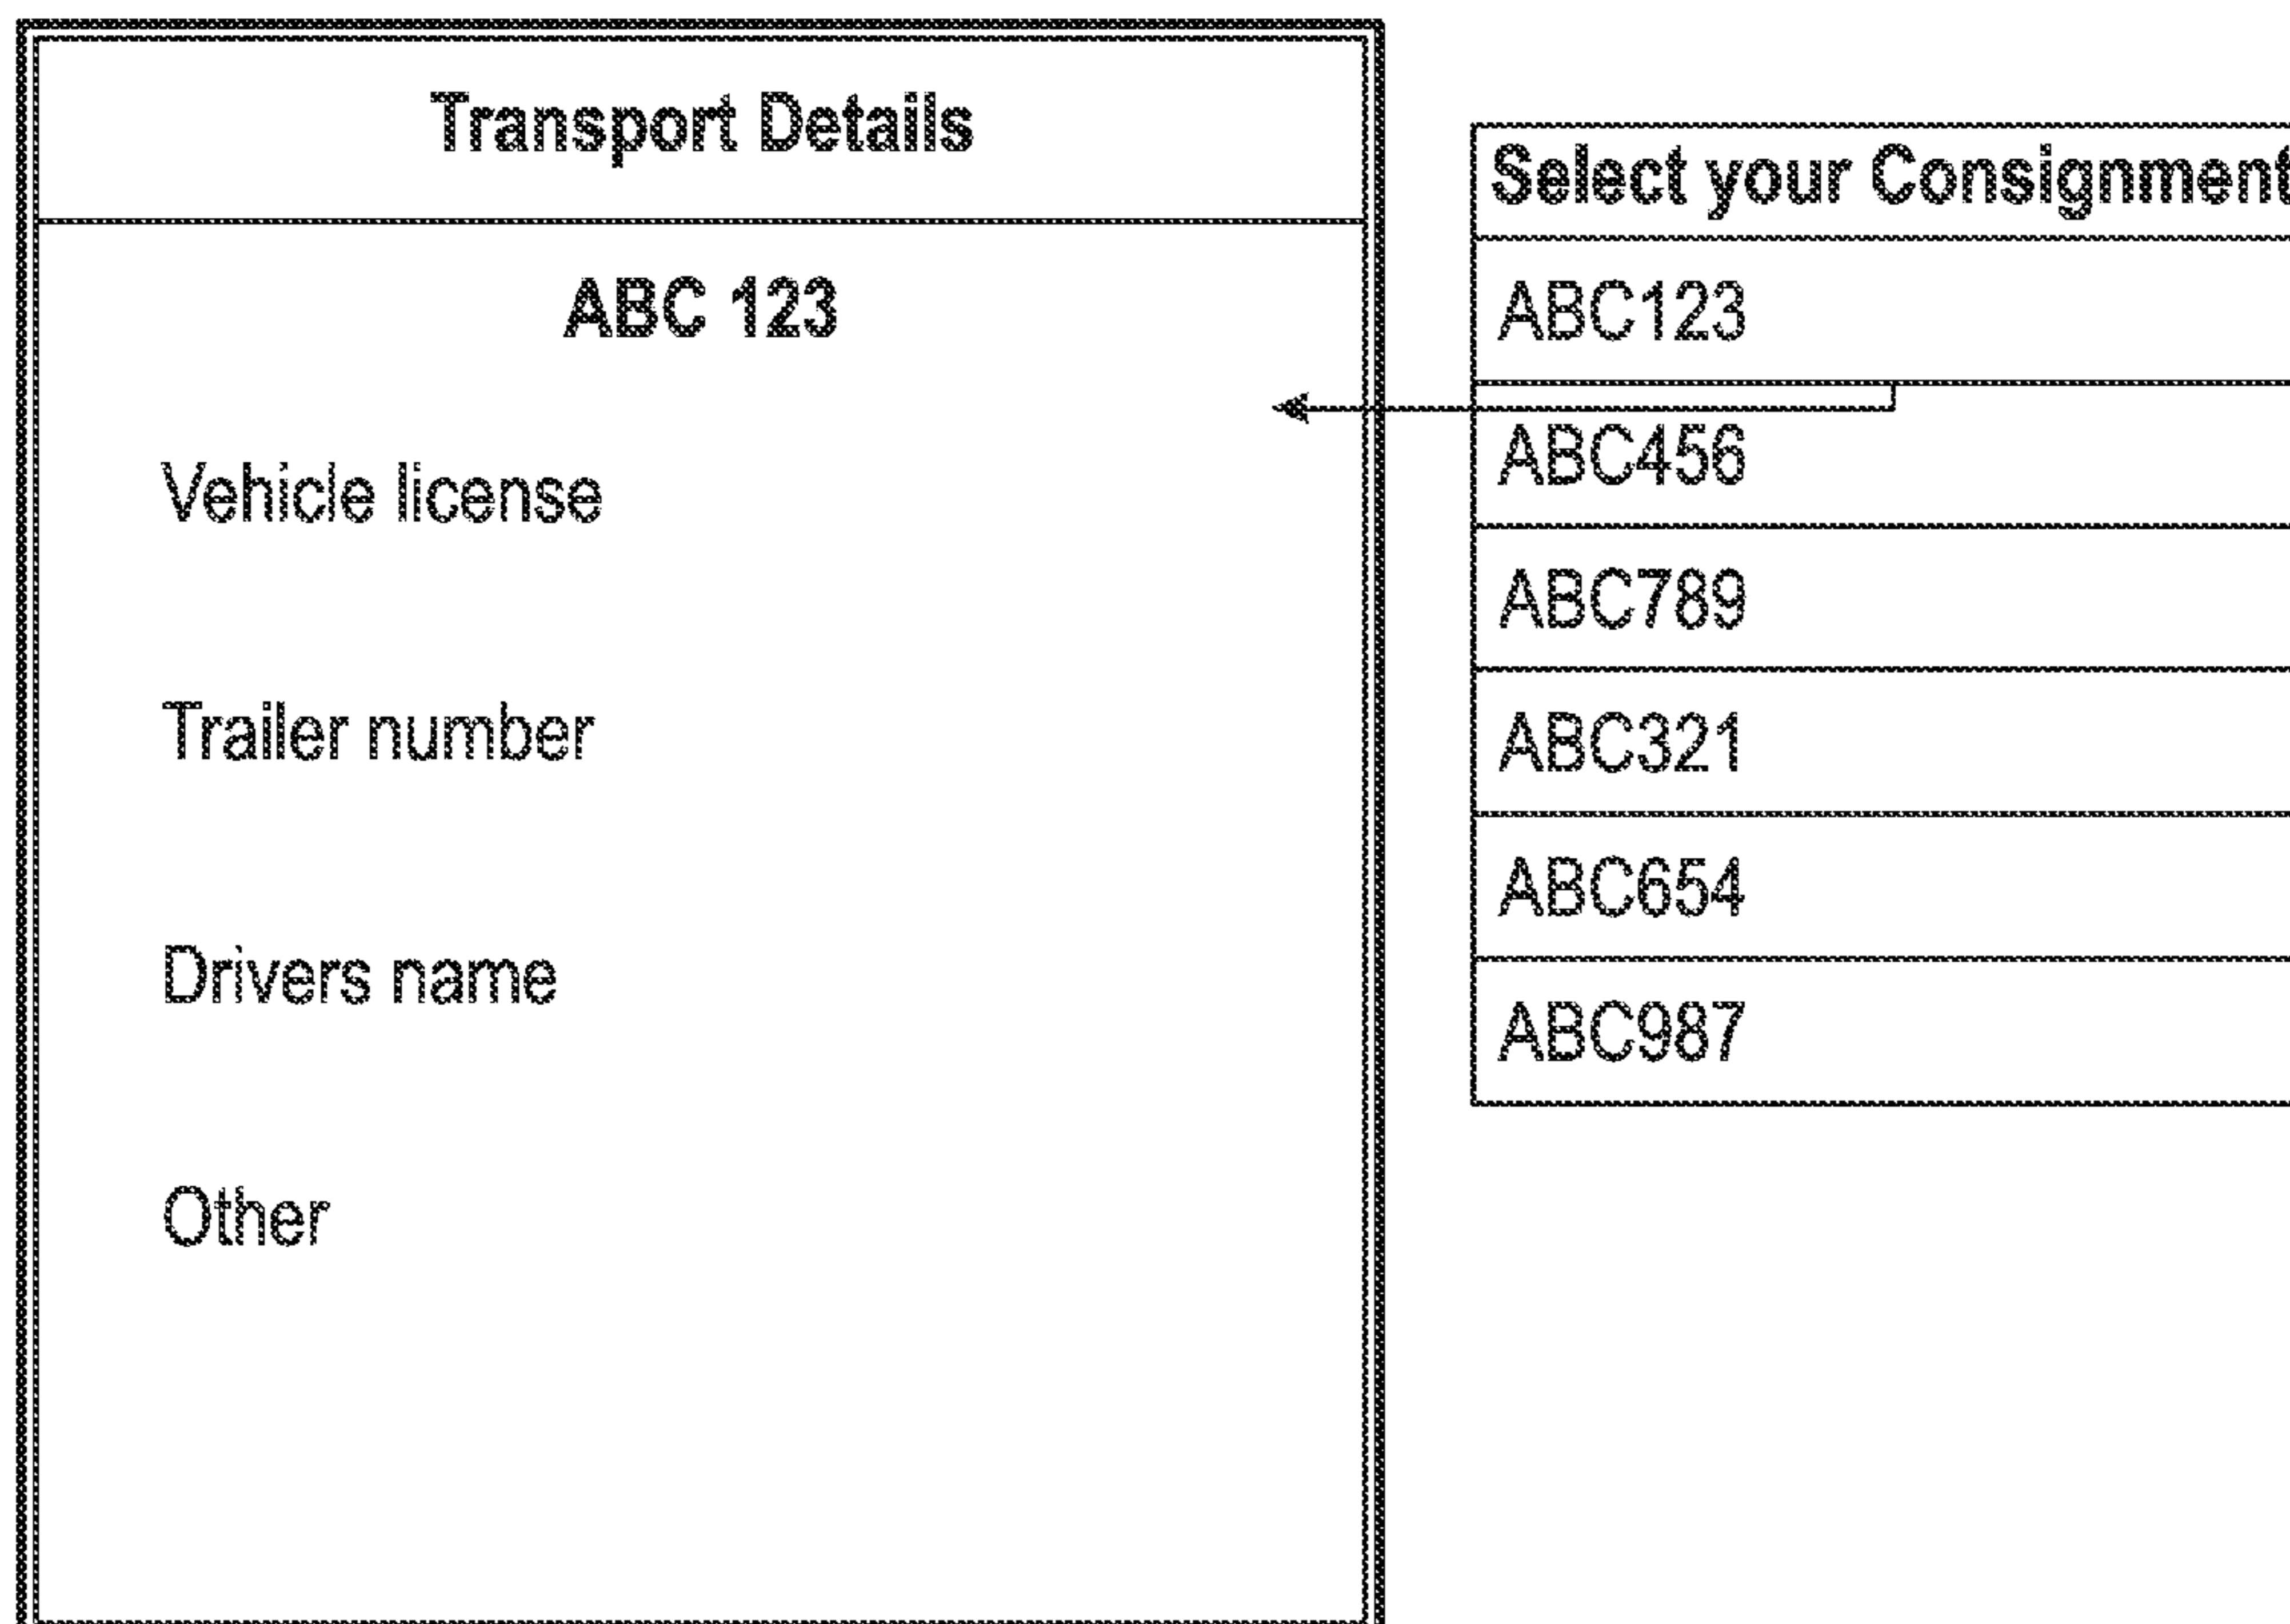 Transport Details
ABC 123
Vehicle license
Trailer number
Drivers name
Other
Select your Consignment
ABC123
ABC456
ABC789
ABC321
ABC654
ABC987